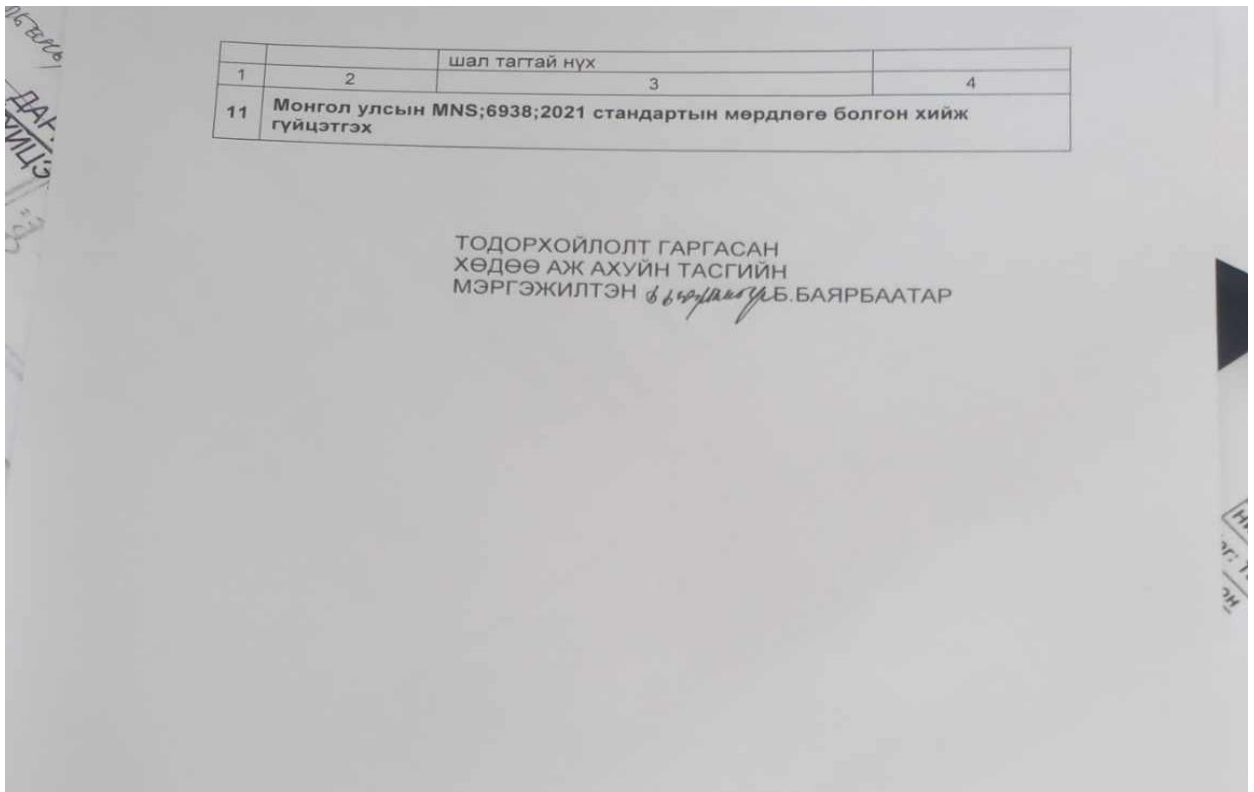 шал тагтай нүх
1 2 3 4
11 Монгол улсын MNS;6938;2021 стандартын мөрдлөгө болгон хийж
гүйцэтгэх
ТОДОРХОЙЛОЛТ ГАРГАСАН
ХӨДӨӨ АЖ АХУЙН ТАСГИЙН
МЭРГЭЖИЛТЭН Б.БАЯРБААТАР